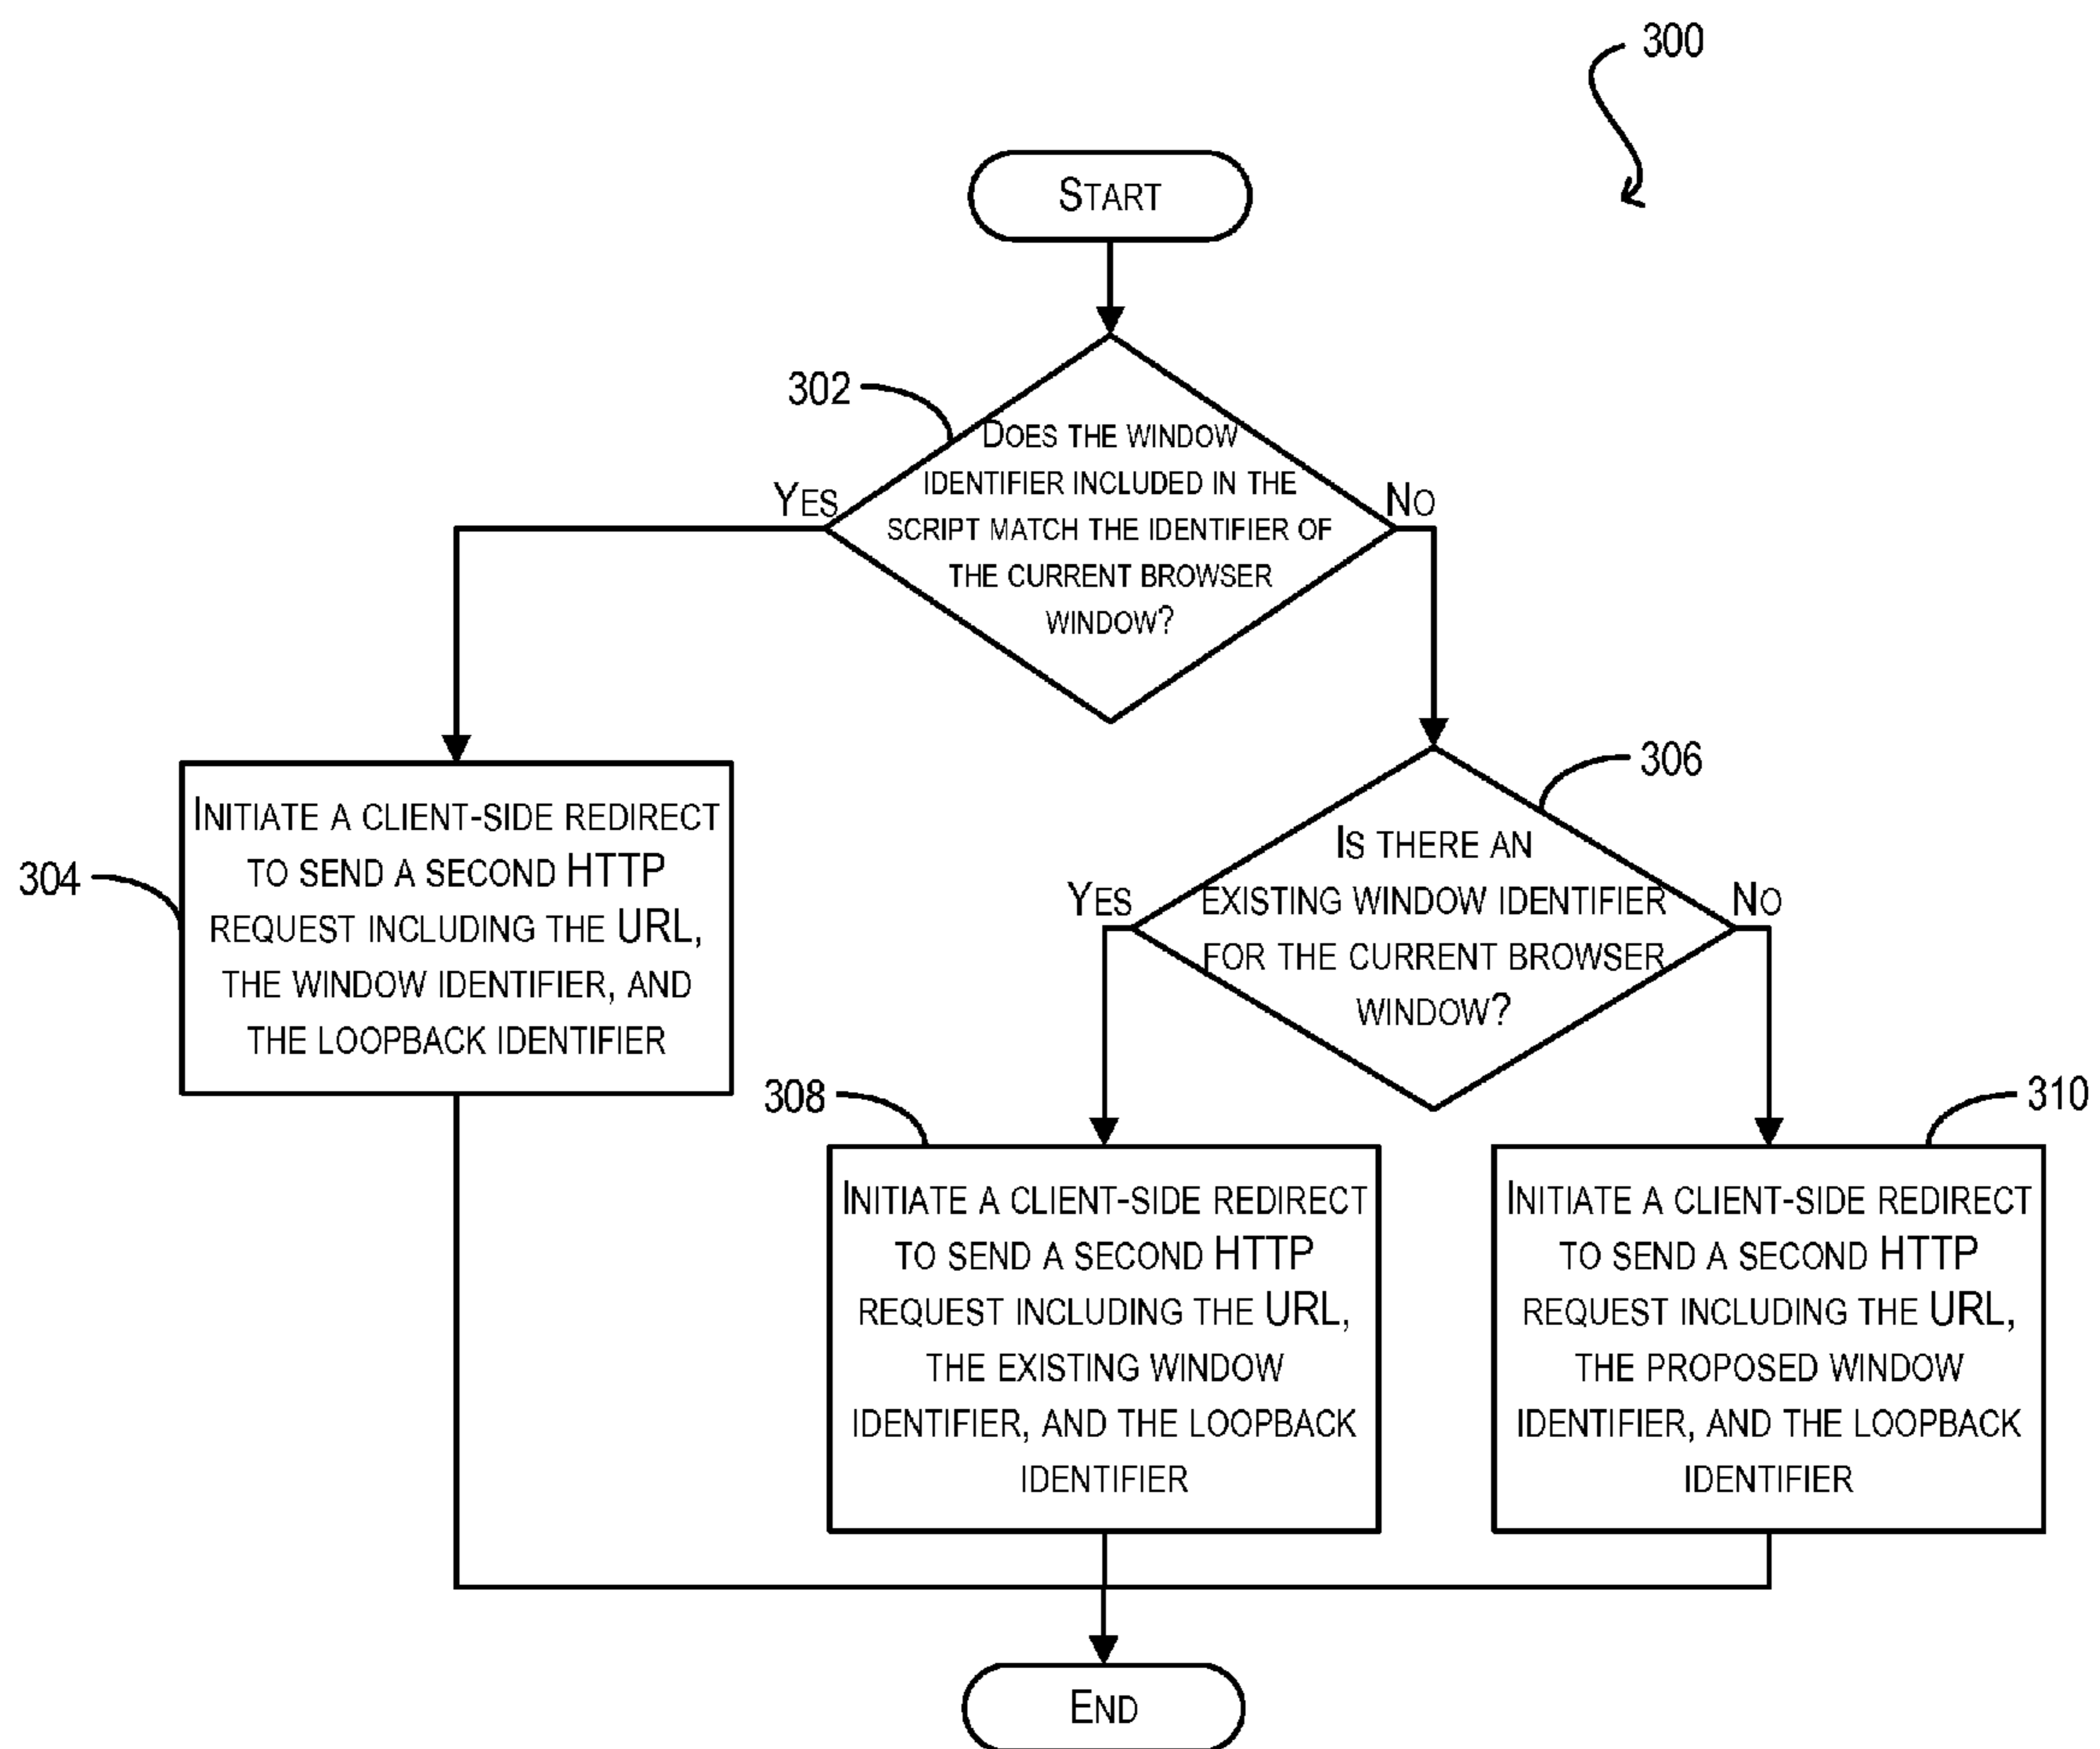 300
START
302
DOES THE WINDOW
IDENTIFIER INCLUDED IN THE
SCRIPT MATCH THE IDENTIFIER OF
THE CURRENT BROWSER
WINDOW?
YES
NO
304
INITIATE A CLIENT-SIDE REDIRECT
TO SEND A SECOND HTTP
REQUEST INCLUDING THE URL,
THE WINDOW IDENTIFIER, AND
THE LOOPBACK IDENTIFIER
306
IS THERE AN
EXISTING WINDOW IDENTIFIER
FOR THE CURRENT BROWSER
WINDOW?
YES
NO
308
INITIATE A CLIENT-SIDE REDIRECT
TO SEND A SECOND HTTP
REQUEST INCLUDING THE URL,
THE EXISTING WINDOW
IDENTIFIER, AND THE LOOPBACK
IDENTIFIER
310
INITIATE A CLIENT-SIDE REDIRECT
TO SEND A SECOND HTTP
REQUEST INCLUDING THE URL,
THE PROPOSED WINDOW
IDENTIFIER, AND THE LOOPBACK
IDENTIFIER
END